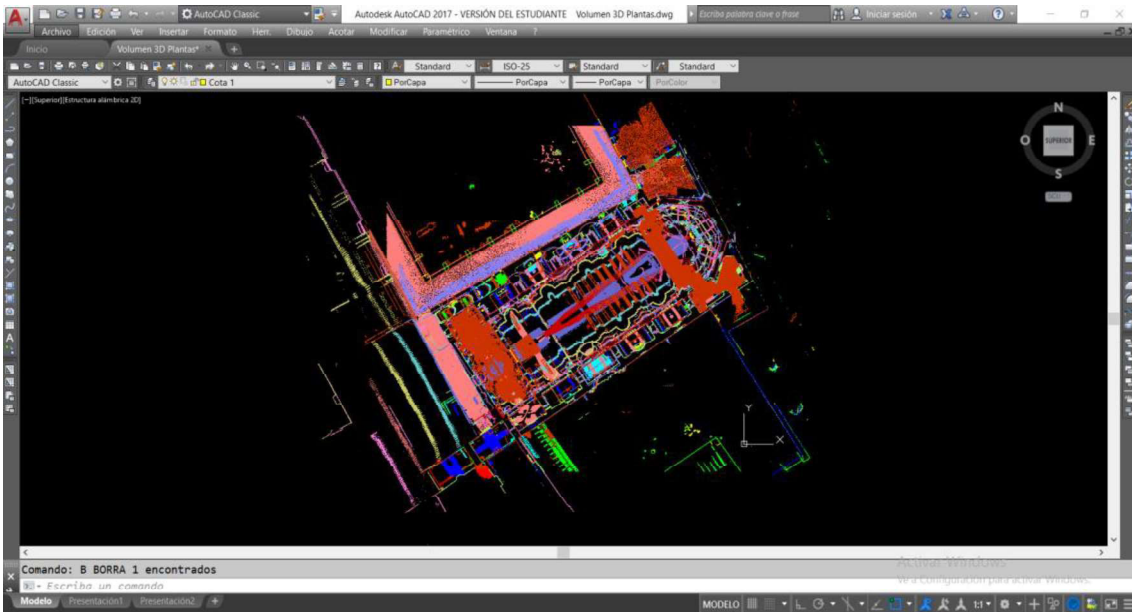 AutoCAD Classic
Autodesk AutoCAD 2017 - VERSIÓN DEL ESTUDIANTE Volumen 3D Plantas.dwg
Escriba palabra clave o frase
Iniciar sesión
Archivo Edición Ver Insertar Formato Herr. Dibujo Acotar Modificar Paramétrico Ventana ?
Inicio Volumen 3D Plantas*
Standard ISO-25 Standard Standard
AutoCAD Classic Cota 1 PorCapa PorCapa PorCapa PorColor
[-][Superior][Estructura alámbrica 2D]
N
O SUPERIOR E
S
Y
X
Activar Windows
Comando: B BORRA 1 encontrados
Ve a Configuración para activar Windows.
Escriba un comando
Modelo Presentación1 Presentación2 + MODELO 1:1